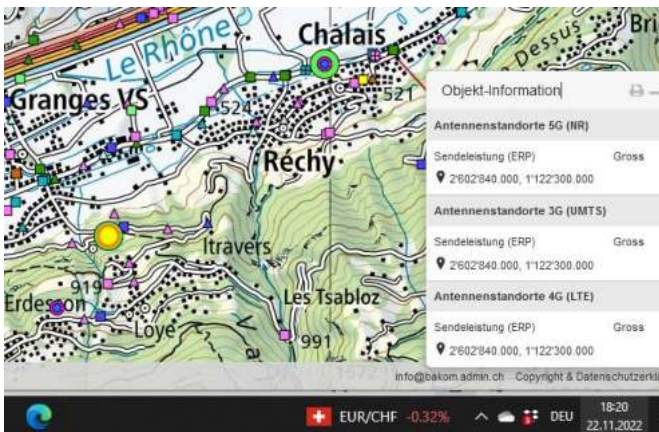 Le Rhône
Chalais
Dessus
Bri
Granges VS
524
521
Réchy
Itravers
919
Erdesson
Loye
Les Tsabloz
Va
991
1572
Objekt-Information
Antennenstandorte 5G (NR)
Sendeleistung (ERP) Gross
2'602'840.000, 1'122'300.000
Antennenstandorte 3G (UMTS)
Sendeleistung (ERP) Gross
2'602'840.000, 1'122'300.000
Antennenstandorte 4G (LTE)
Sendeleistung (ERP) Gross
2'602'840.000, 1'122'300.000
info@bakom.admin.ch Copyright & Datenschutzerklä
EUR/CHF -0.32% DEU 18:20
22.11.2022